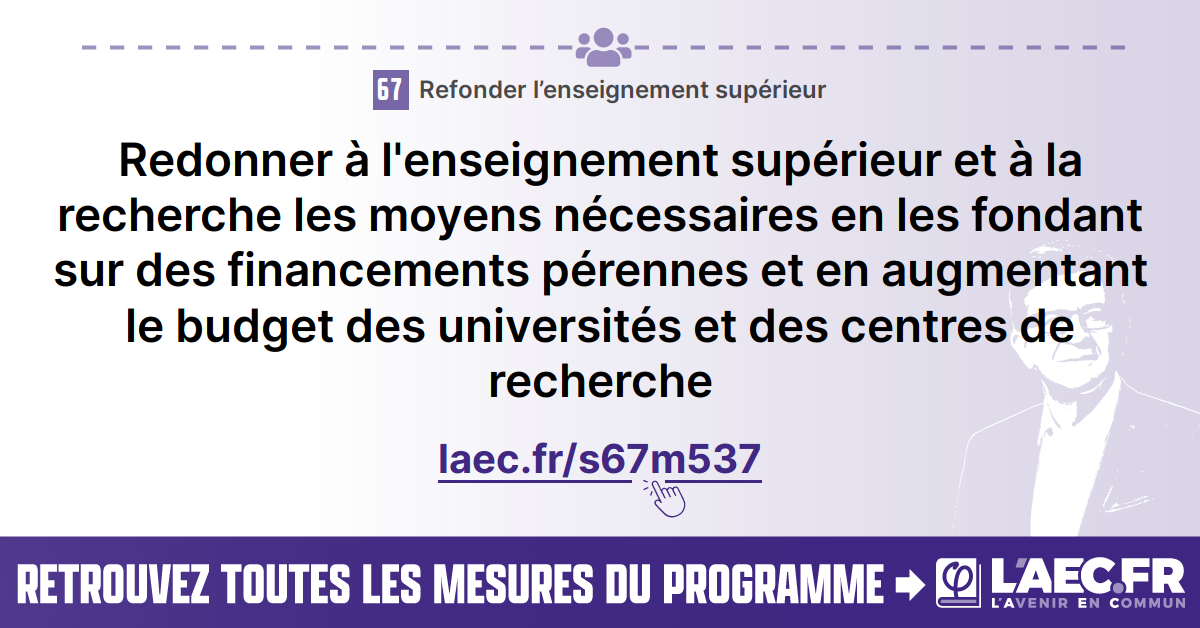 67 Refonder l’enseignement supérieur
Redonner à l'enseignement supérieur et à la
recherche les moyens nécessaires en les fondant
sur des financements pérennes et en augmentant
le budget des universités et des centres de
recherche
laec.fr/s67m537
RETROUVEZ TOUTES LES MESURES DU PROGRAMME
L'AEC.FR
L'AVENIR EN COMMUN